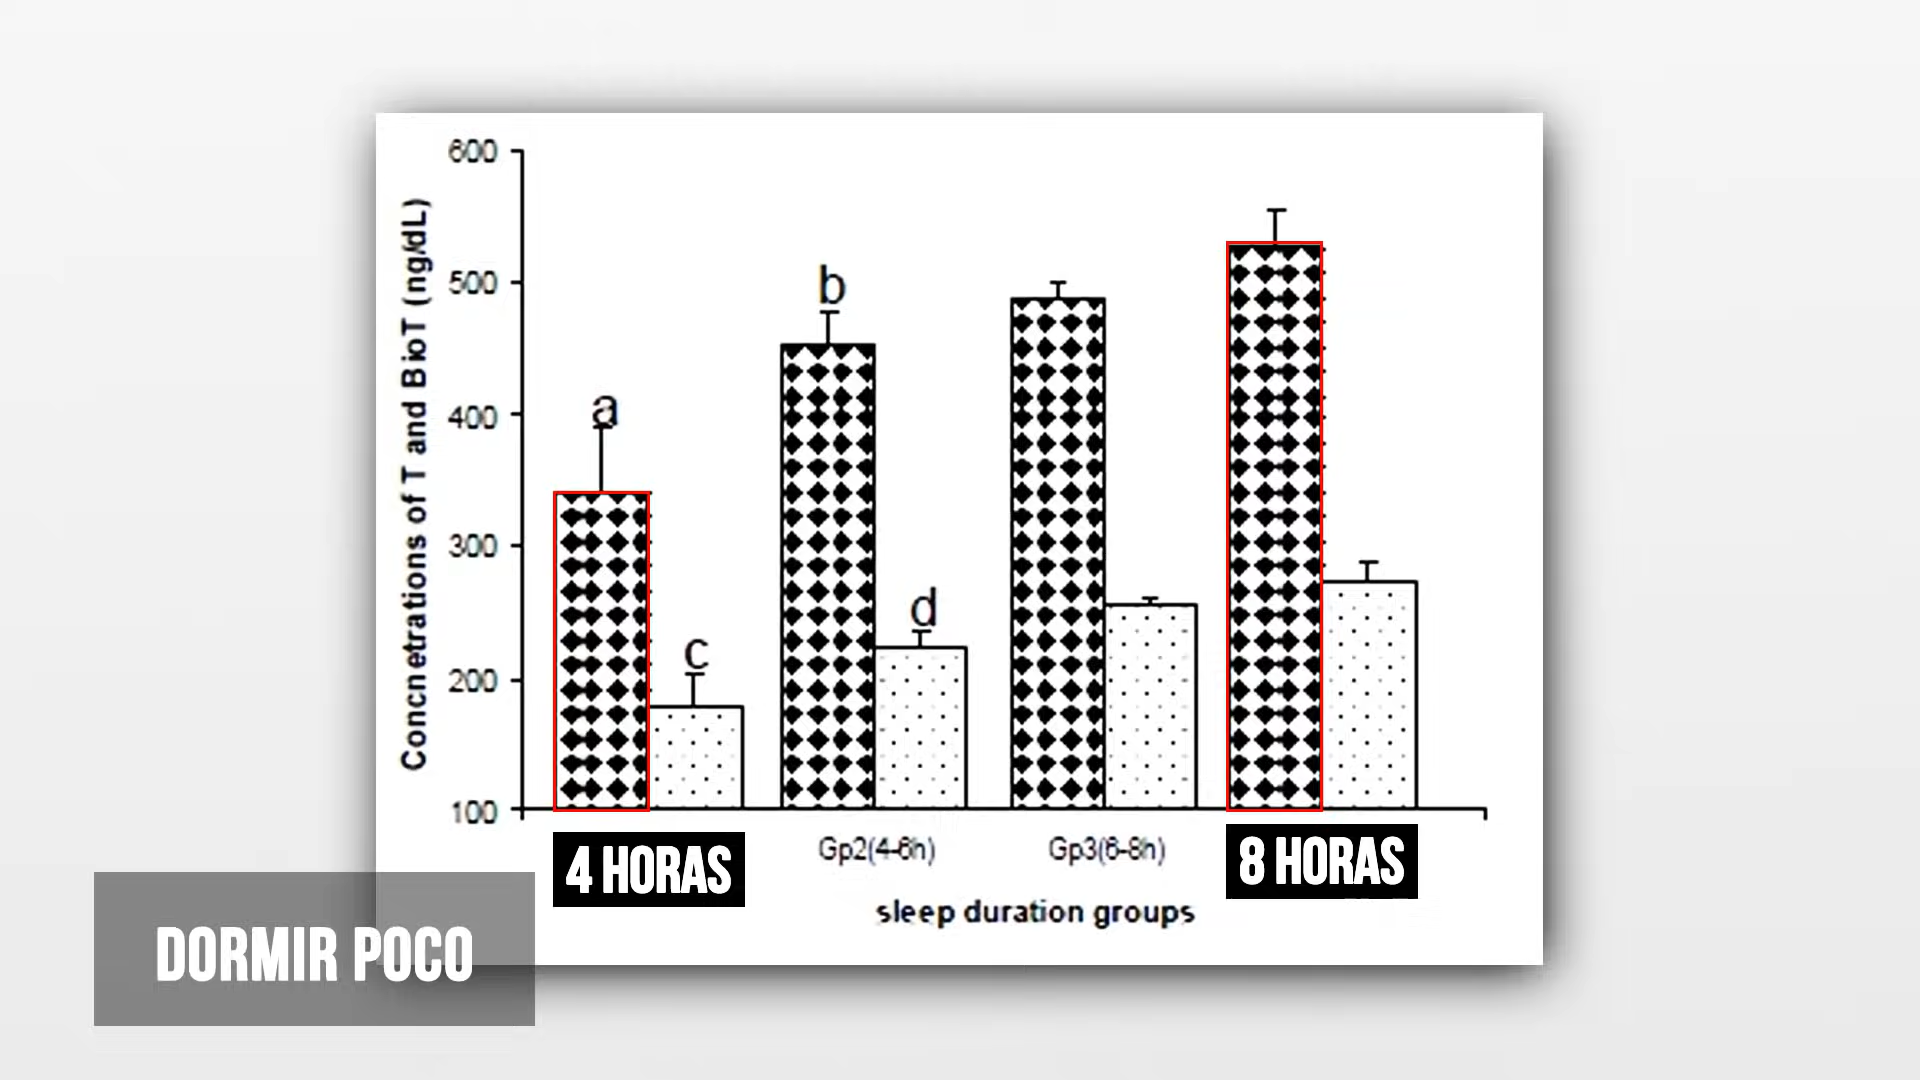 600
500
400
300
200
100
Concnetrations of T and BioT (ng/dL)
a
c
b
d
4 HORAS
Gp2(4-6h)
Gp3(6-8h)
8 HORAS
sleep duration groups
DORMIR POCO